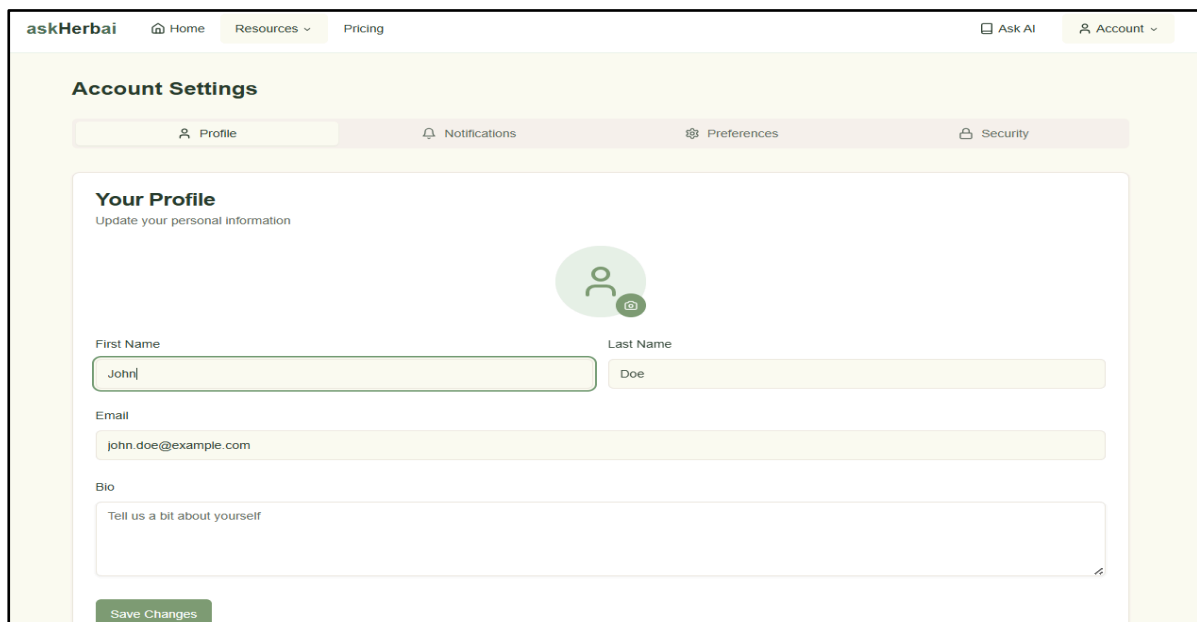 askHerbai Home Resources Pricing Ask AI Account
Account Settings
Profile Notifications Preferences Security
Your Profile
Update your personal information
First Name Last Name
John Doe
Email
john.doe@example.com
Bio
Tell us a bit about yourself
Save Changes